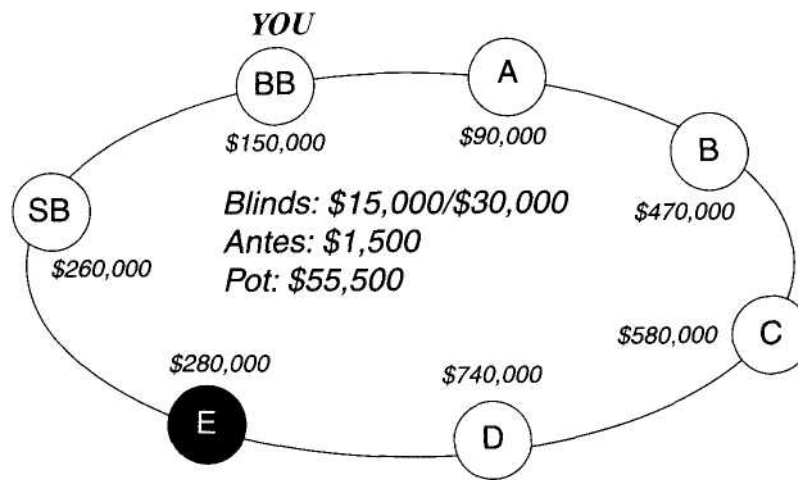 YOU
BB
$150,000
A
$90,000
B
$470,000
SB
$260,000
Blinds: $15,000/$30,000
Antes: $1,500
Pot: $55,500
C
$580,000
$280,000
E
$740,000
D